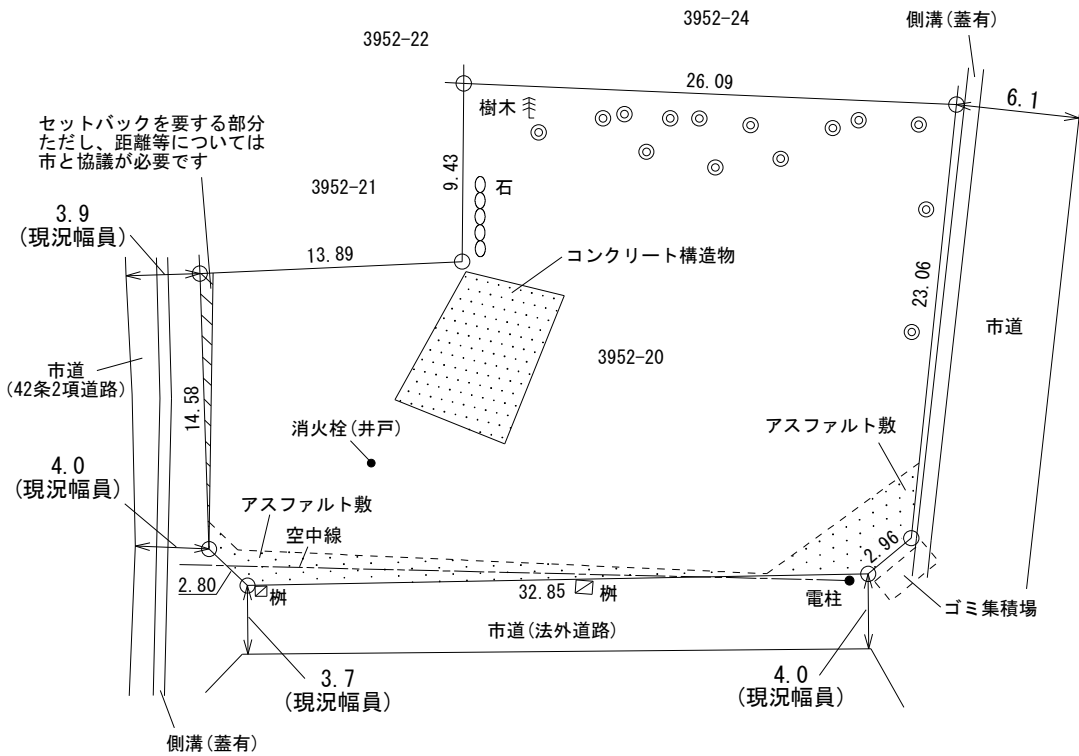 3952-24
側溝(蓋有)
3952-22
26.09
6.1
樹木
セットバックを要する部分
ただし、距離等については
市と協議が必要です
9.43
3952-21
石
3.9
(現況幅員)
13.89
コンクリート構造物
23.06
市道
3952-20
市道
(42条2項道路)
14.58
消火栓(井戸)
アスファルト敷
4.0
(現況幅員)
アスファルト敷
空中線
2.96
2.80
桝
32.85
桝
電柱
ゴミ集積場
市道(法外道路)
3.7
(現況幅員)
4.0
(現況幅員)
側溝(蓋有)